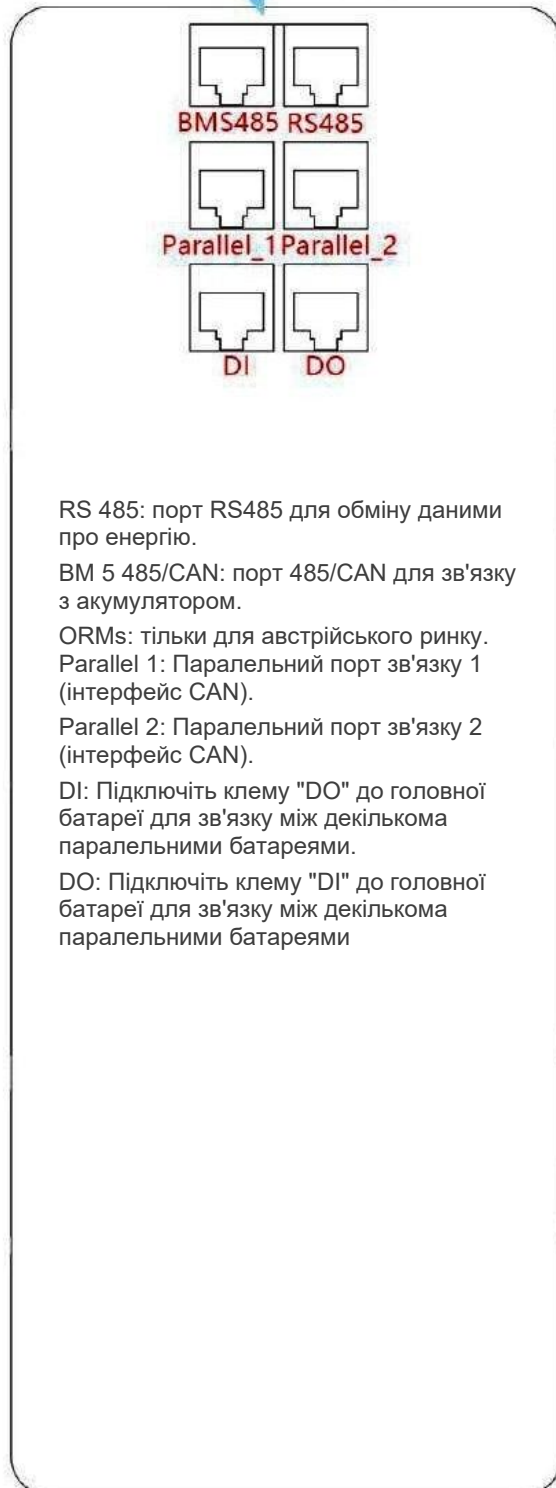 BMS485 RS485
Parallel_1 Parallel_2
DI DO
RS 485: порт RS485 для обміну даними
про енергію.
BM 5 485/CAN: порт 485/CAN для зв'язку
з акумулятором.
ORMs: тільки для австрійського ринку.
Parallel 1: Паралельний порт зв'язку 1
(інтерфейс CAN).
Parallel 2: Паралельний порт зв'язку 2
(інтерфейс CAN).
DI: Підключіть клему "DO" до головної
батареї для зв'язку між декількома
паралельними батареями.
DO: Підключіть клему "DI" до головної
батареї для зв'язку між декількома
паралельними батареями